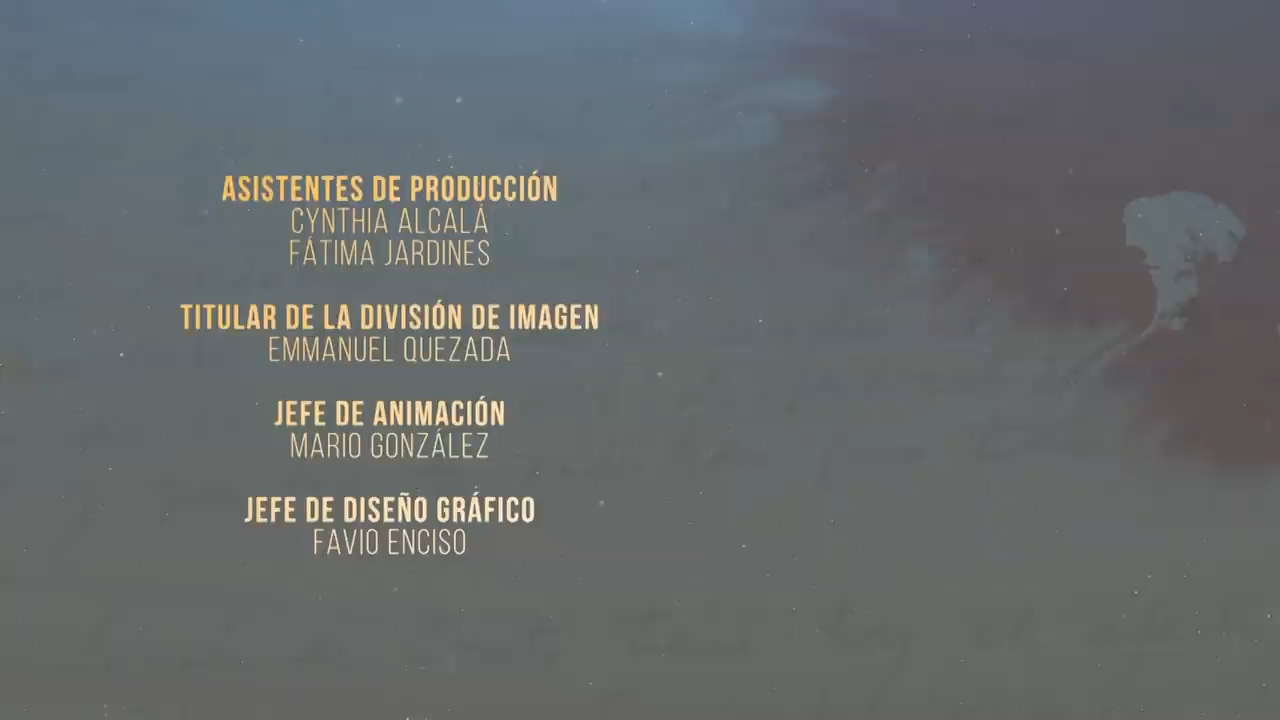 ASISTENTES DE PRODUCCIÓN
CYNTHIA ALCALÁ
FÁTIMA JARDINES
TITULAR DE LA DIVISIÓN DE IMAGEN
EMMANUEL QUEZADA
JEFE DE ANIMACIÓN
MARIO GONZÁLEZ
JEFE DE DISEÑO GRÁFICO
FAVIO ENCISO